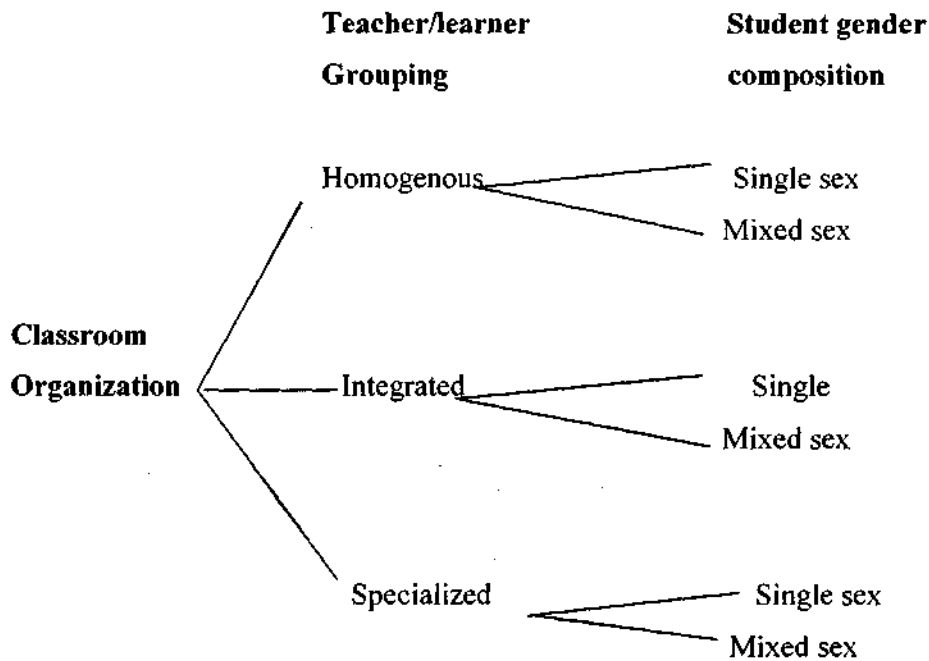 Teacher/learner Student gender
Grouping composition
Homogenous Single sex
Mixed sex
Classroom
Organization Integrated Single
Mixed sex
Specialized Single sex
Mixed sex